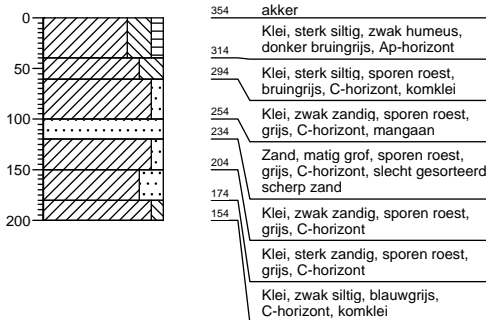 0
50
100
150
200
354 akker
314 Klei, sterk siltig, zwak humeus,
donker bruingrijs, Ap-horizont
294 Klei, sterk siltig, sporen roest,
bruingrijs, C-horizont, komklei
254 Klei, zwak zandig, sporen roest,
grijs, C-horizont, mangaan
234 Zand, matig grof, sporen roest,
grijs, C-horizont, slecht gesorteerd
scherp zand
204 Klei, zwak zandig, sporen roest,
grijs, C-horizont
174 Klei, sterk zandig, sporen roest,
grijs, C-horizont
154 Klei, zwak siltig, blauwgrijs,
C-horizont, komklei